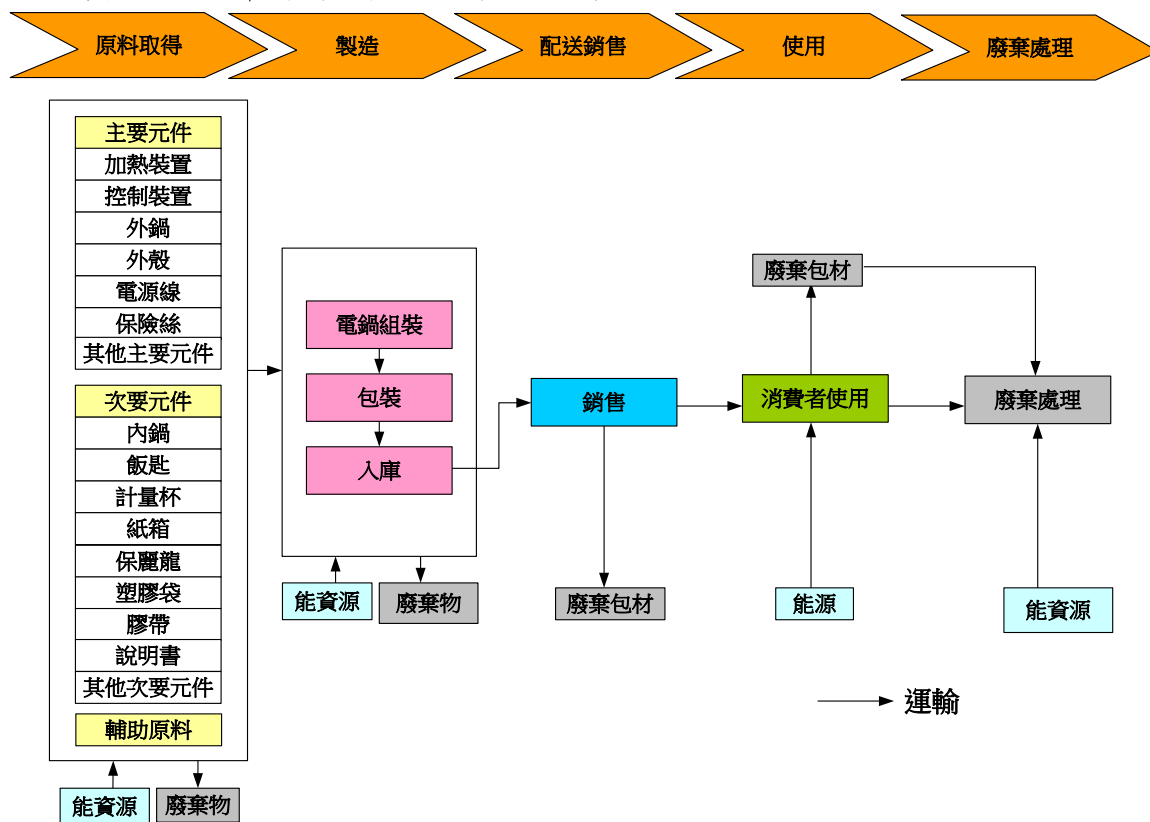 原料取得
製造
配送銷售
使用
廢棄處理
主要元件
加熱裝置
控制裝置
外鍋
外殼
電源線
保險絲
其他主要元件
次要元件
內鍋
飯匙
計量杯
紙箱
保麗龍
塑膠袋
膠帶
說明書
其他次要元件
輔助原料
能資源
廢棄物
電鍋組裝
包裝
入庫
能資源
廢棄物
銷售
廢棄包材
廢棄包材
消費者使用
能源
廢棄處理
能資源
運輸